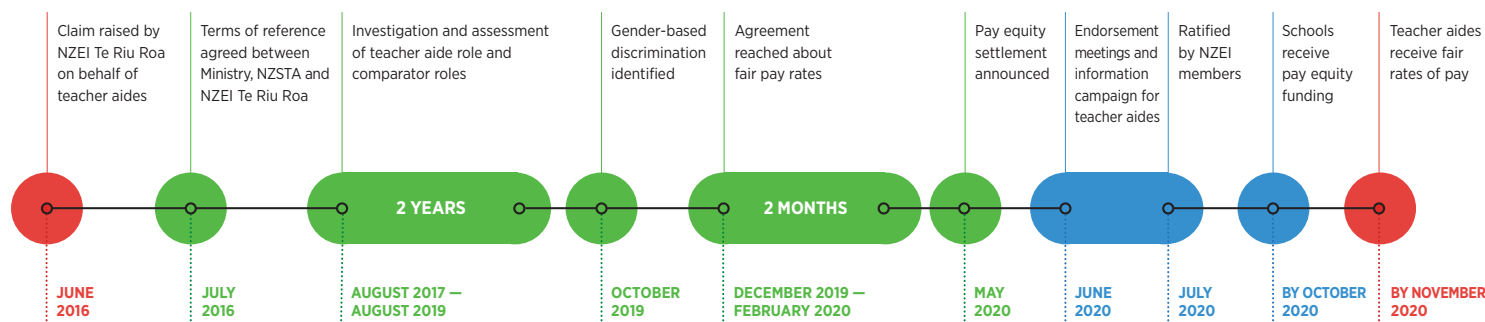 Claim raised by
NZEI Te Riu Roa
on behalf of
teacher aides
Terms of reference
agreed between
Ministry, NZSTA and
NZEI Te Riu Roa
Investigation and assessment
of teacher aide role and
comparator roles
Gender-based
discrimination
identified
Agreement
reached about
fair pay rates
Pay equity
settlement
announced
Endorsement
meetings and
information
campaign for
teacher aides
Ratified
by NZEI
members
Schools
receive
pay equity
funding
Teacher aides
receive fair
rates of pay
2 YEARS
2 MONTHS
JUNE
2016
JULY
2016
AUGUST 2017 —
AUGUST 2019
OCTOBER
2019
DECEMBER 2019 —
FEBRUARY 2020
MAY
2020
JUNE
2020
JULY
2020
BY OCTOBER
2020
BY NOVEMBER
2020